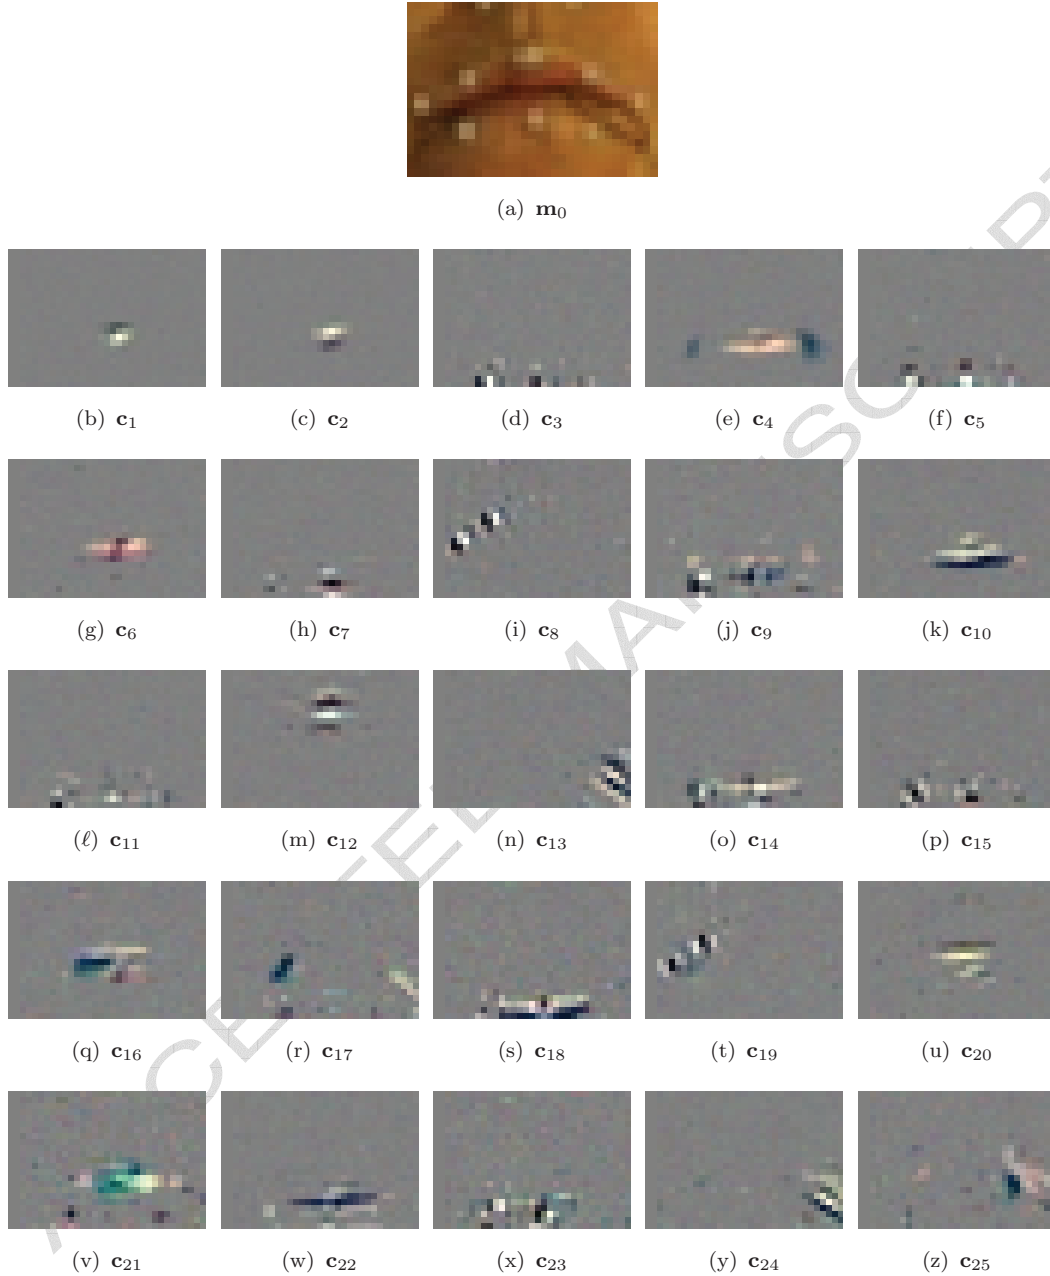 (a) m₀
(b) c₁ (c) c₂ (d) c₃ (e) c₄ (f) c₅
(g) c₆ (h) c₇ (i) c₈ (j) c₉ (k) c₁₀
(ℓ) c₁₁ (m) c₁₂ (n) c₁₃ (o) c₁₄ (p) c₁₅
(q) c₁₆ (r) c₁₇ (s) c₁₈ (t) c₁₉ (u) c₂₀
(v) c₂₁ (w) c₂₂ (x) c₂₃ (y) c₂₄ (z) c₂₅